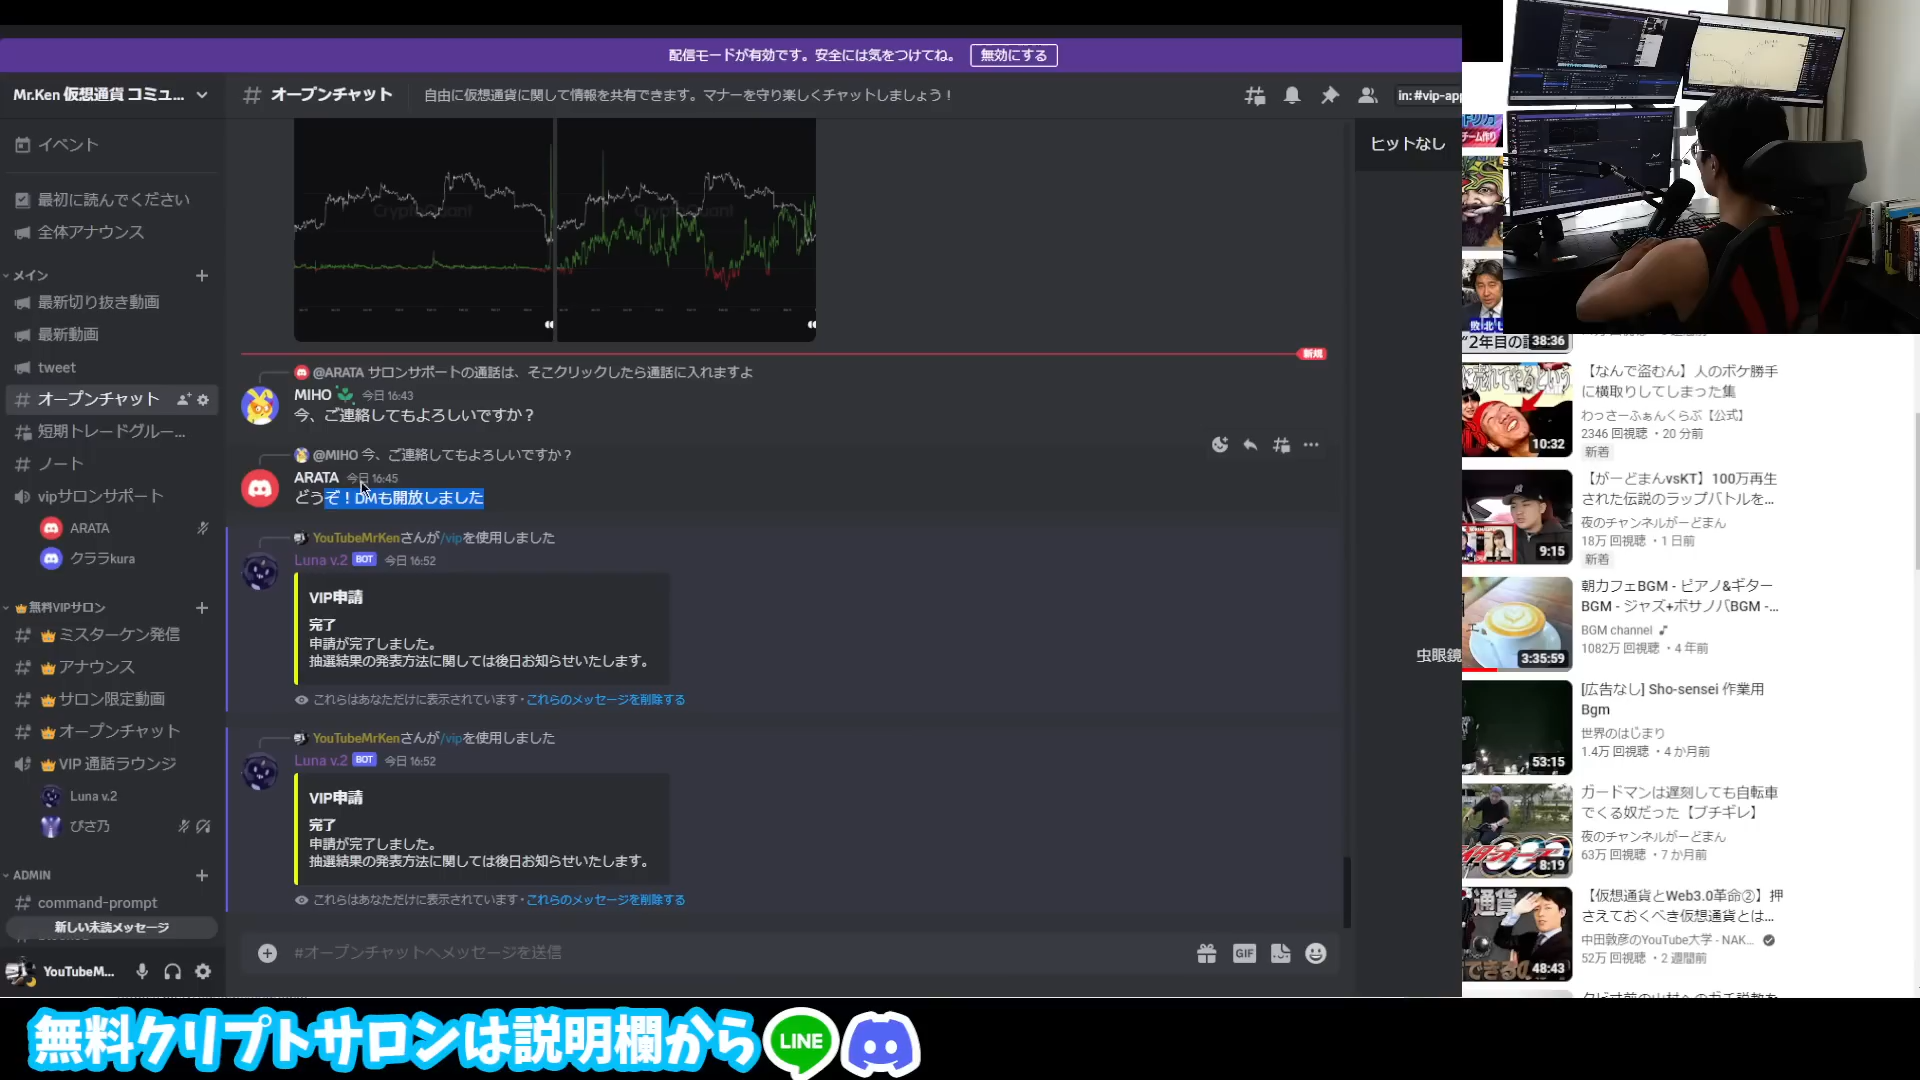 配信モードが有効です。安全には気をつけてね。 無効にする
Mr.Ken 仮想通貨 コミュ...
オープンチャット
自由に仮想通貨に関して情報を共有できます。マナーを守り楽しくチャットしましょう！
in: #vip-app
イベント
最初に読んでください
全体アナウンス
メイン
最新切り抜き動画
最新動画
tweet
オープンチャット
短期トレードグルー...
ノート
vipサロンサポート
ARATA
クララkura
無料VIPサロン
ミスターケン発信
アナウンス
サロン限定動画
オープンチャット
VIP 通話ラウンジ
Luna v.2
ぴさ乃
ADMIN
command-prompt
新しい未読メッセージ
YouTubeM...
CryptoQuant
CryptoQuant
新規
@ARATA サロンサポートの通話は、そこクリックしたら通話に入れますよ
MIHO 今日 16:43
今、ご連絡してもよろしいですか？
@MIHO 今、ご連絡してもよろしいですか？
ARATA 今日 16:45
どうぞ！DMも開放しました
YouTubeMrKenさんが/vipを使用しました
Luna v.2 BOT 今日 16:52
VIP申請
完了
申請が完了しました。
抽選結果の発表方法に関しては後日お知らせいたします。
これらはあなただけに表示されています・これらのメッセージを削除する
YouTubeMrKenさんが/vipを使用しました
Luna v.2 BOT 今日 16:52
VIP申請
完了
申請が完了しました。
抽選結果の発表方法に関しては後日お知らせいたします。
これらはあなただけに表示されています・これらのメッセージを削除する
#オープンチャットへメッセージを送信
GIF
ヒットなし
虫眼鏡
チーム作り
"2年目の
38:36
【なんで盗むん】人のボケ勝手
に横取りしてしまった集
わっさーふぁんくらぶ【公式】
2346 回視聴・20 分前
新着
10:32
【がーどまんvsKT】100万再生
された伝説のラップバトルを...
夜のチャンネルがーどまん
18万 回視聴・1 日前
新着
9:15
朝カフェBGM - ピアノ&ギター
BGM - ジャズ+ボサノバBGM -...
BGM channel
1082万 回視聴・4 年前
3:35:59
[広告なし] Sho-sensei 作業用
Bgm
世界のはじまり
1.4万 回視聴・4 か月前
53:15
ガードマンは遅刻しても自転車
でくる奴だった【ブチギレ】
夜のチャンネルがーどまん
63万 回視聴・7 か月前
8:19
【仮想通貨とWeb3.0革命②】押
さえておくべき仮想通貨とは...
中田敦彦のYouTube大学 - NAK...
52万 回視聴・2 週間前
48:43
無料クリプトサロンは説明欄から
LINE